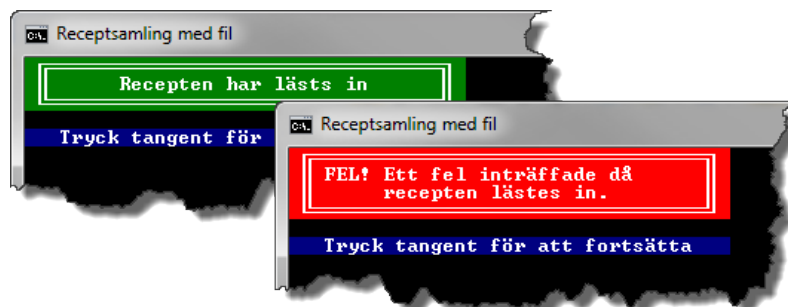 Receptsamling med fil
Recepten har lästs in
Tryck tangent för
Receptsamling med fil
FEL! Ett fel inträffade då
recepten lästes in.
Tryck tangent för att fortsätta